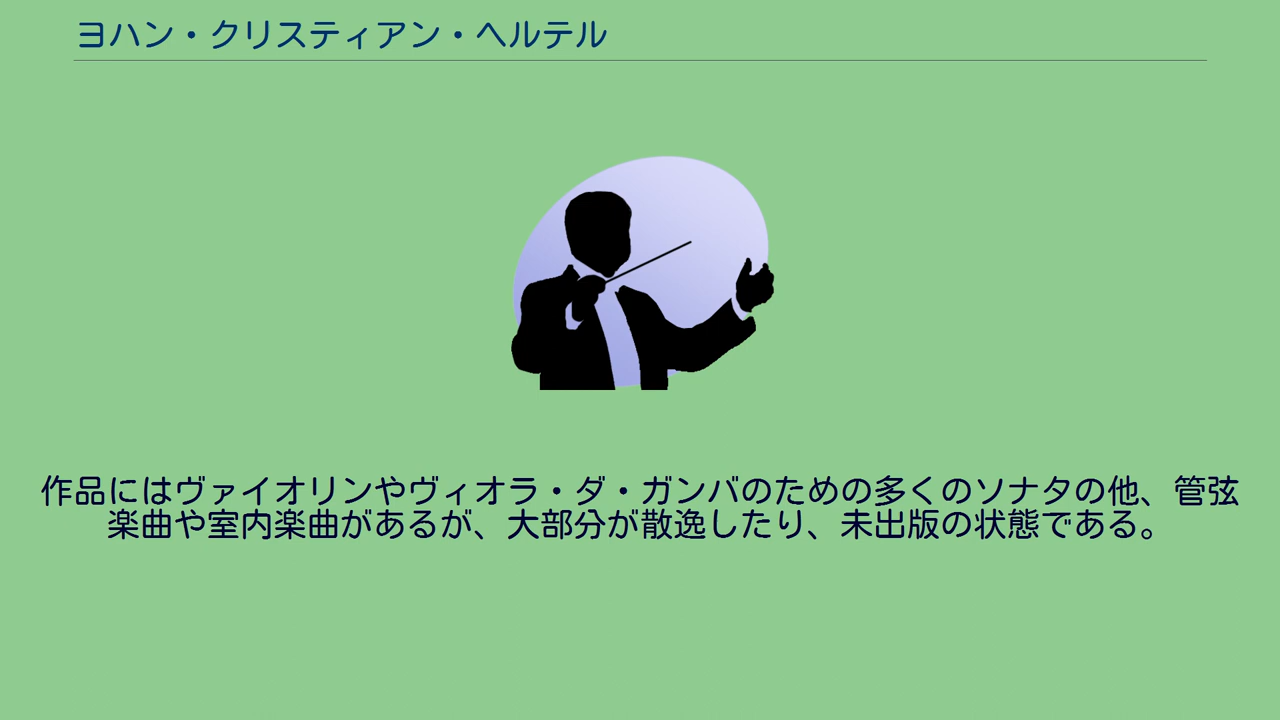 ヨハン・クリスティアン・ヘルテル
作品にはヴァイオリンやヴィオラ・ダ・ガンバのための多くのソナタの他、管弦
楽曲や室内楽曲があるが、大部分が散逸したり、未出版の状態である。